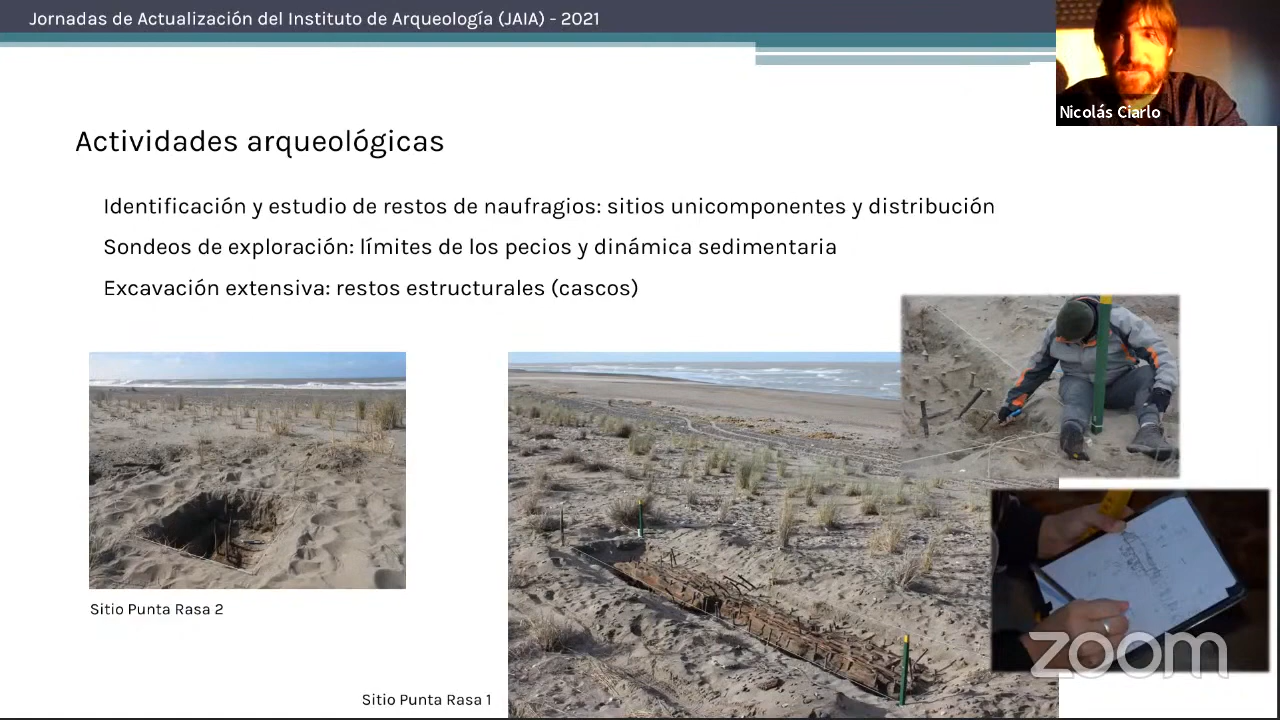 Jornadas de Actualización del Instituto de Arqueología (JAIA) - 2021
Nicolás Ciarlo
Actividades arqueológicas
Identificación y estudio de restos de naufragios: sitios unicomponentes y distribución
Sondeos de exploración: límites de los pecios y dinámica sedimentaria
Excavación extensiva: restos estructurales (cascos)
Sitio Punta Rasa 2
Sitio Punta Rasa 1
zoom